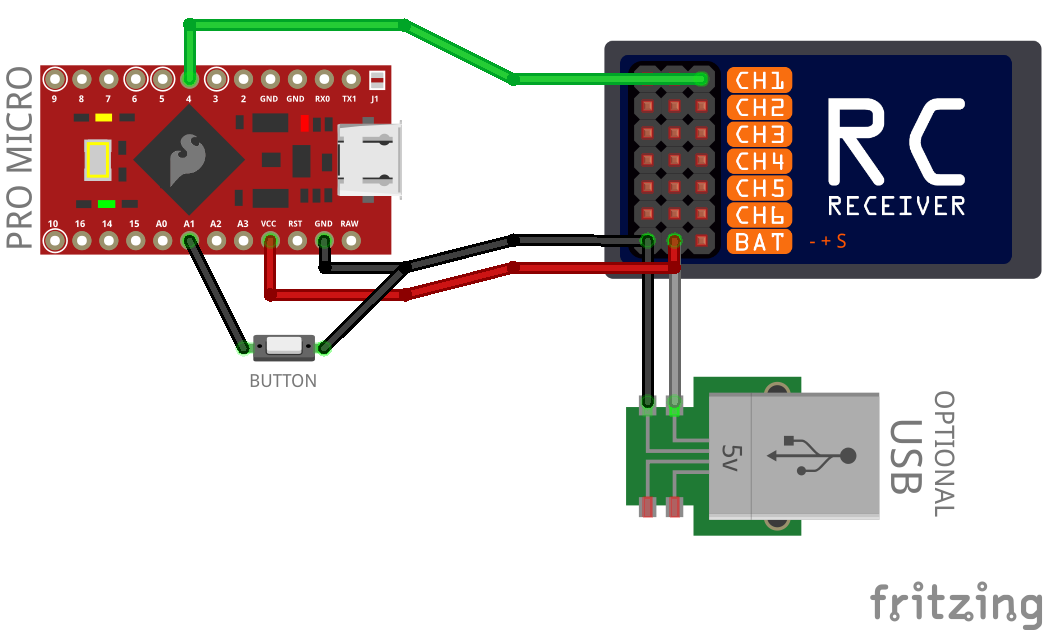 PRO MICRO
9 8 7 6 5 4 3 2 GND GND RX0 TX1 J1
10 16 14 15 A0 A1 A2 A3 VCC RST GND RAW
BUTTON
CH1
CH2
CH3
CH4
CH5
CH6
BAT - + S
RC
RECEIVER
5v
OPTIONAL
USB
fritzing